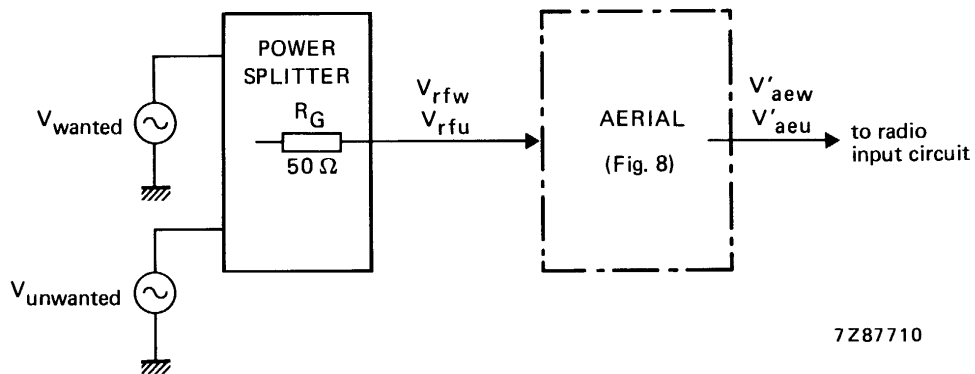 POWER
SPLITTER
R_G
50 Ω
V_wanted
V_unwanted
V_rfw
V_rfu
AERIAL
(Fig. 8)
V'_aew
V'_aeu
to radio
input circuit
7Z87710